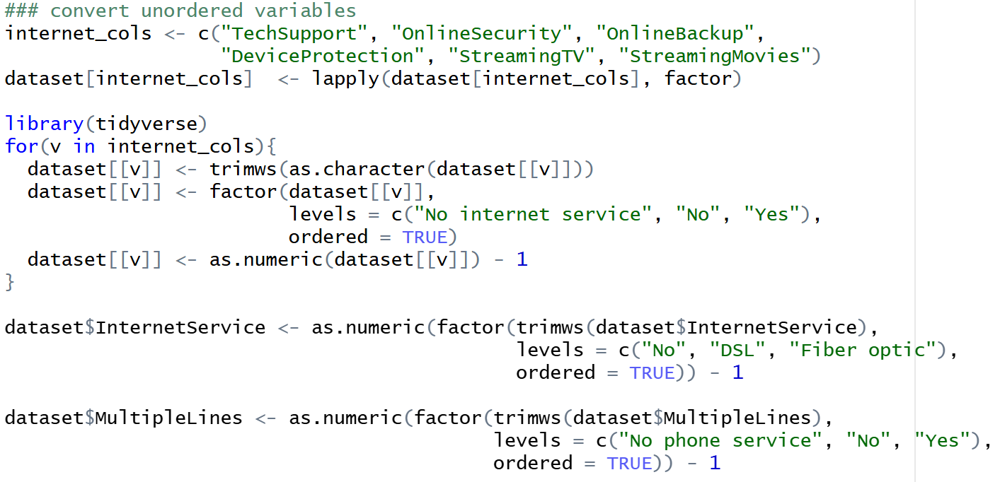 ### convert unordered variables
internet_cols <- c("TechSupport", "OnlineSecurity", "OnlineBackup",
                   "DeviceProtection", "StreamingTV", "StreamingMovies")
dataset[internet_cols]  <- lapply(dataset[internet_cols], factor)

library(tidyverse)
for(v in internet_cols){
  dataset[[v]] <- trimws(as.character(dataset[[v]]))
  dataset[[v]] <- factor(dataset[[v]],
                         levels = c("No internet service", "No", "Yes"),
                         ordered = TRUE)
  dataset[[v]] <- as.numeric(dataset[[v]]) - 1
}

dataset$InternetService <- as.numeric(factor(trimws(dataset$InternetService),
                                             levels = c("No", "DSL", "Fiber optic"),
                                             ordered = TRUE)) - 1

dataset$MultipleLines <- as.numeric(factor(trimws(dataset$MultipleLines),
                                           levels = c("No phone service", "No", "Yes"),
                                           ordered = TRUE)) - 1